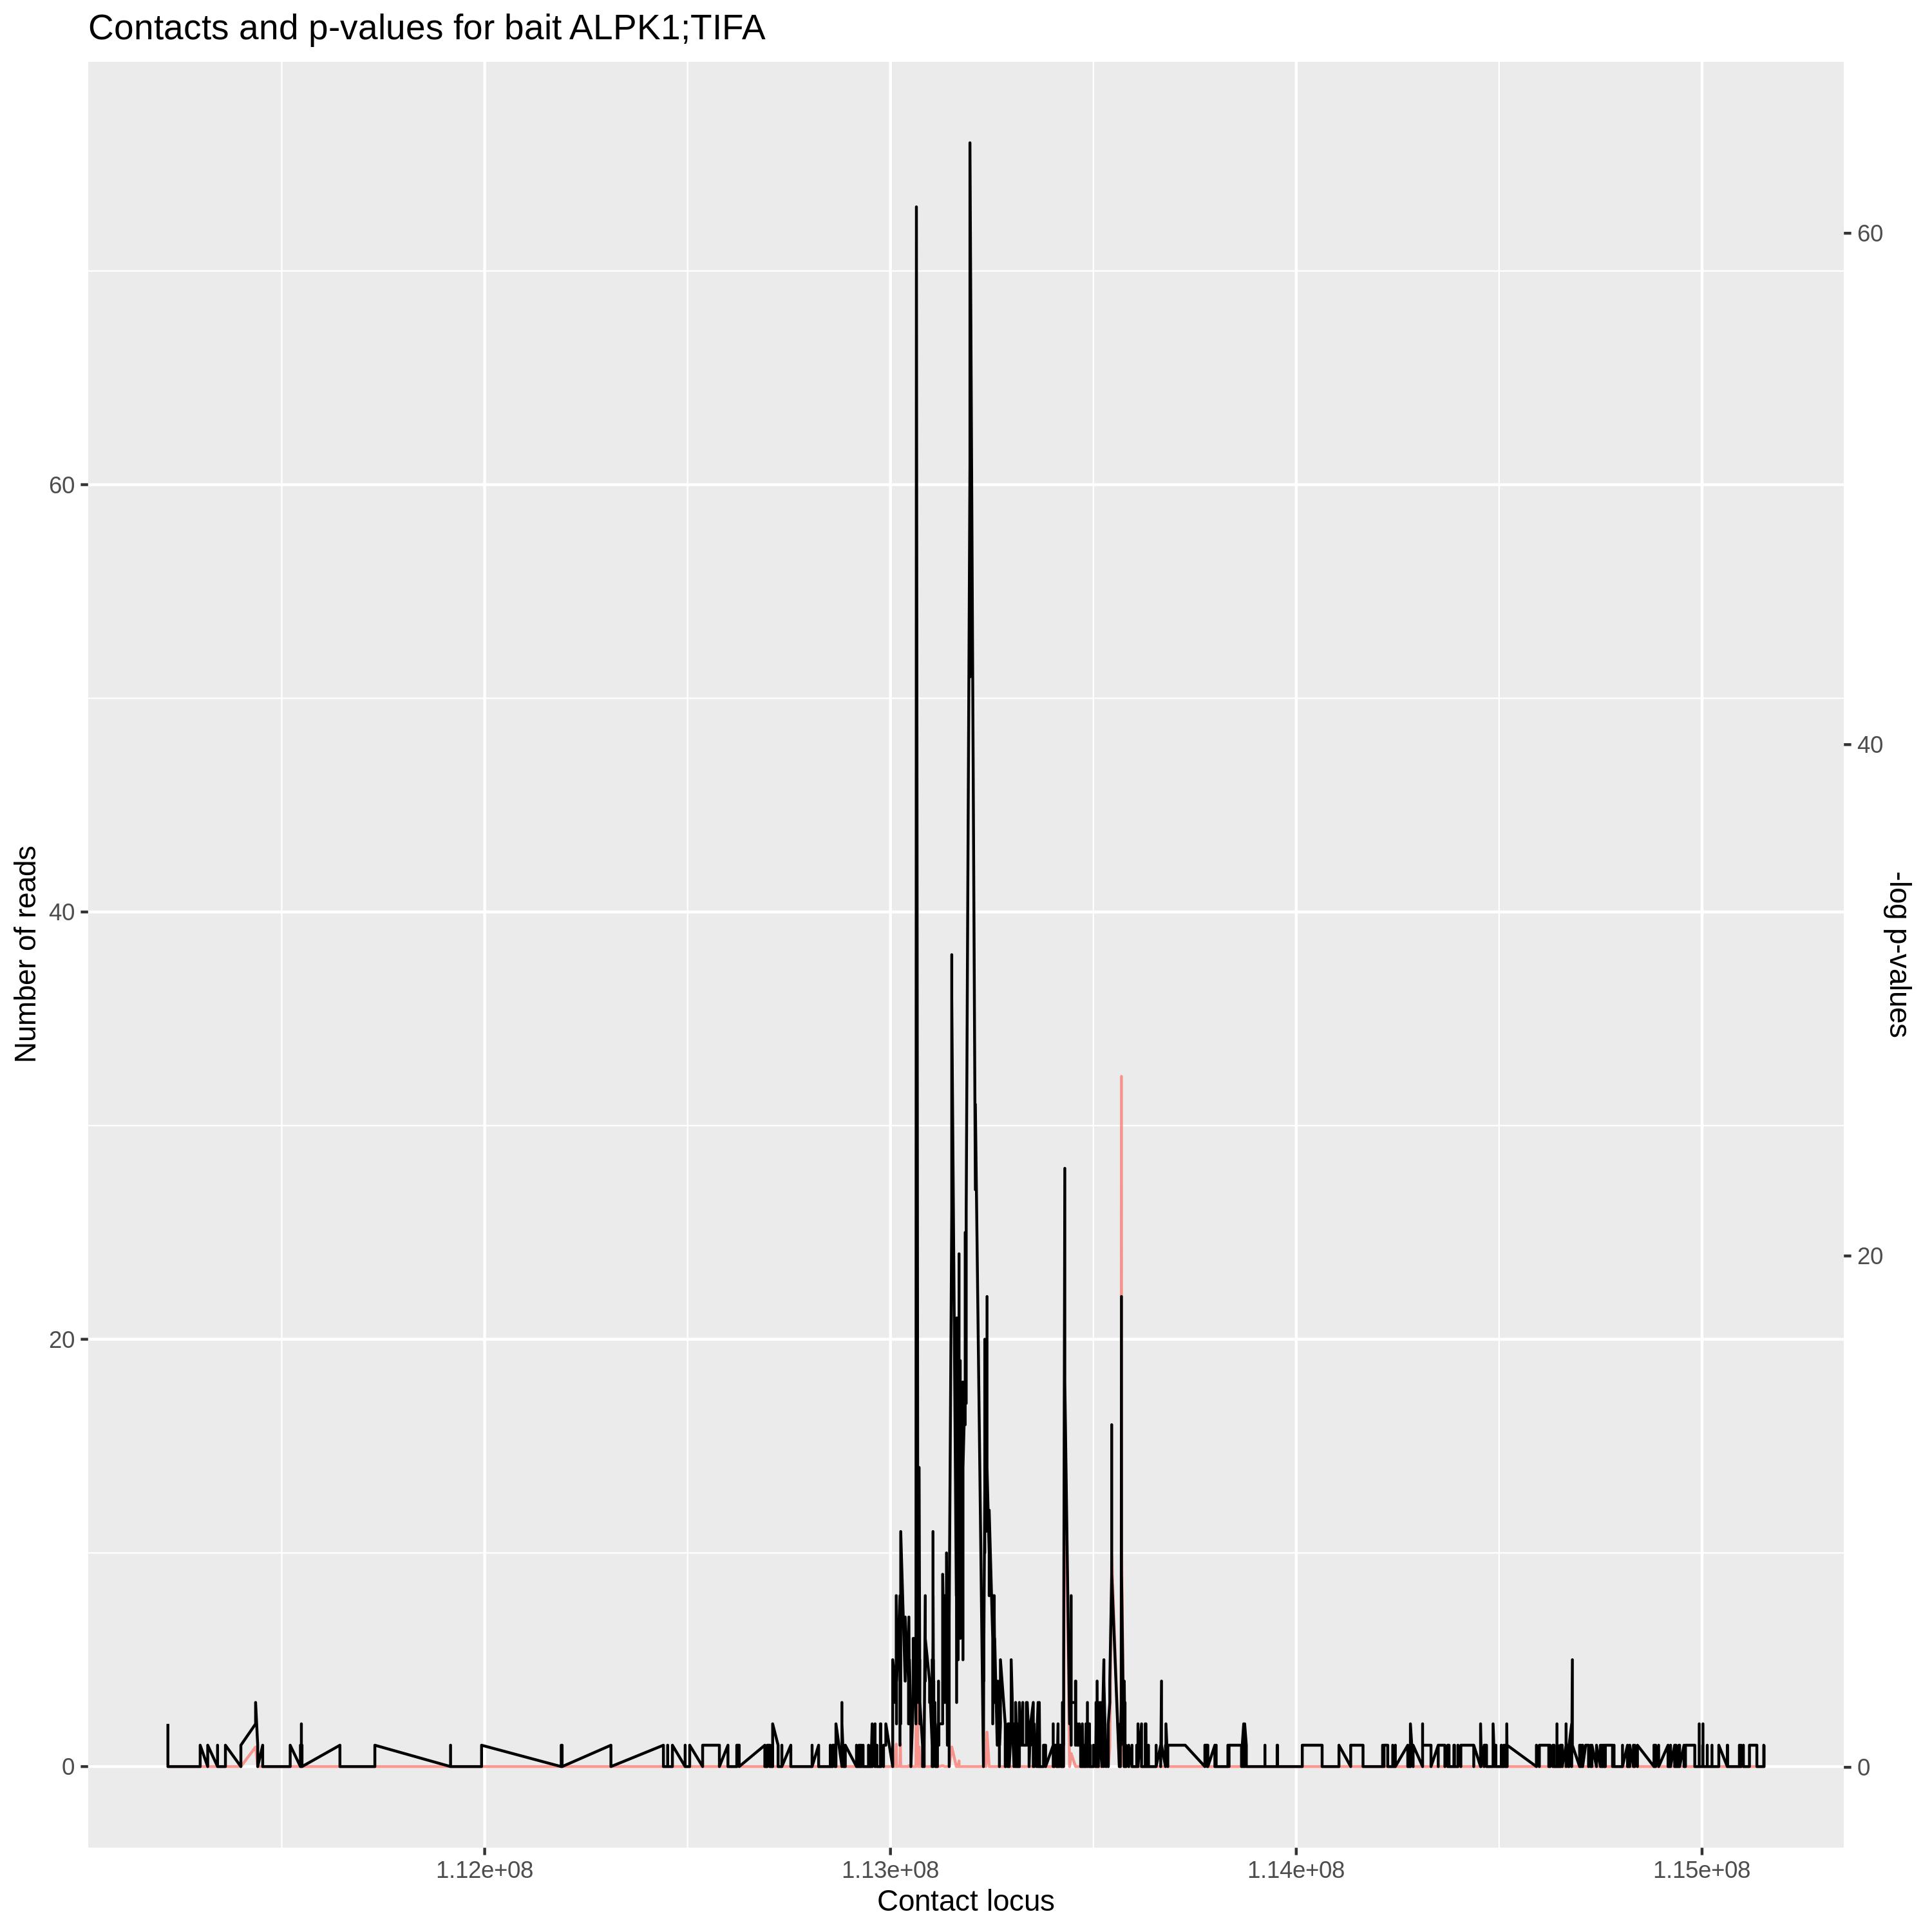 Contacts and p-values for bait ALPK1;TIFA
Number of reads
60
40
20
0
60
40
20
0
-log p-values
1.12e+08
1.13e+08
1.14e+08
1.15e+08
Contact locus